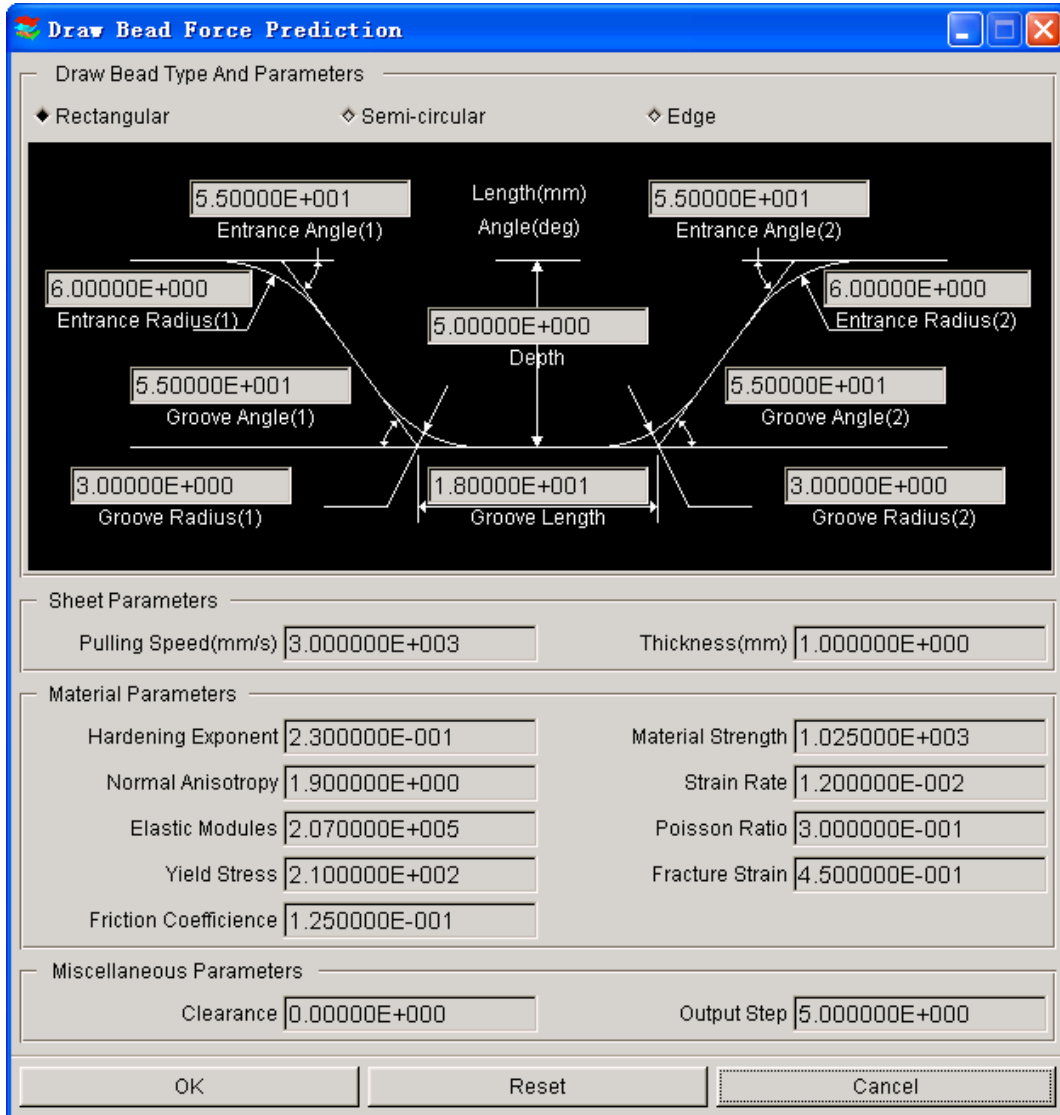 Draw Bead Force Prediction
Draw Bead Type And Parameters
Rectangular Semi-circular Edge
5.50000E+001 Length(mm) 5.50000E+001
Entrance Angle(1) Angle(deg) Entrance Angle(2)
6.00000E+000 6.00000E+000
Entrance Radius(1) 5.00000E+000 Entrance Radius(2)
Depth
5.50000E+001 5.50000E+001
Groove Angle(1) Groove Angle(2)
3.00000E+000 1.80000E+001 3.00000E+000
Groove Radius(1) Groove Length Groove Radius(2)
Sheet Parameters
Pulling Speed(mm/s) 3.000000E+003 Thickness(mm) 1.000000E+000
Material Parameters
Hardening Exponent 2.300000E-001 Material Strength 1.025000E+003
Normal Anisotropy 1.900000E+000 Strain Rate 1.200000E-002
Elastic Modules 2.070000E+005 Poisson Ratio 3.000000E-001
Yield Stress 2.100000E+002 Fracture Strain 4.500000E-001
Friction Coefficience 1.250000E-001
Miscellaneous Parameters
Clearance 0.00000E+000 Output Step 5.000000E+000
OK Reset Cancel